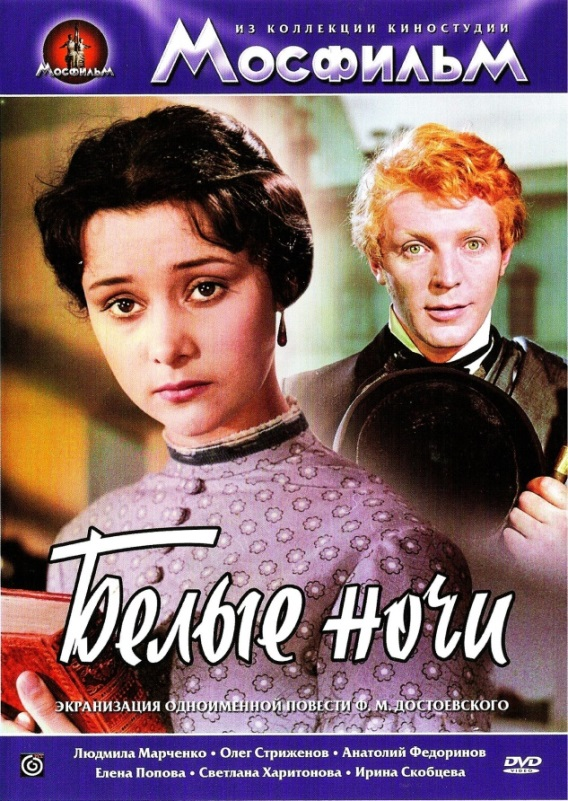 ИЗ КОЛЛЕКЦИИ КИНОСТУДИИ
МОСФИЛЬМ
МОСФИЛЬМ
Белые ночи
ЭКРАНИЗАЦИЯ ОДНОИМЕННОЙ ПОВЕСТИ Ф. М. ДОСТОЕВСКОГО
Людмила Марченко • Олег Стриженов • Анатолий Федоринов
Елена Попова • Светлана Харитонова • Ирина Скобцева
DVD
VIDEO